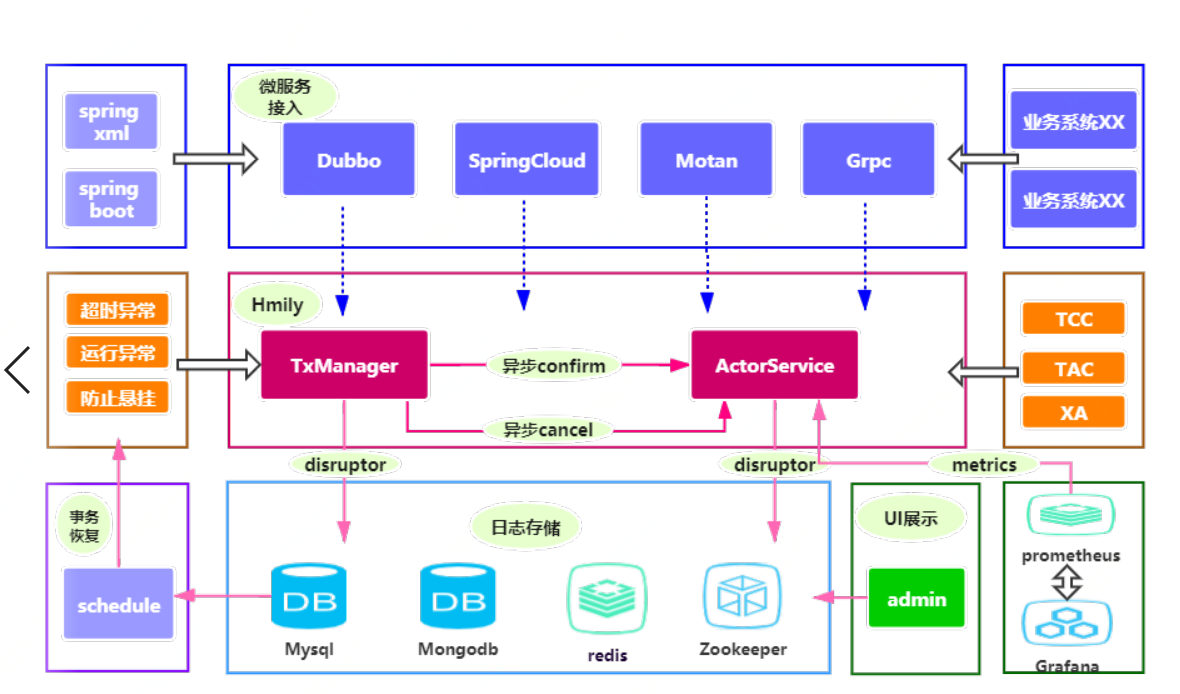 spring
xml
spring
boot
微服务
接入
Dubbo
SpringCloud
Motan
Grpc
业务系统XX
业务系统XX
超时异常
运行异常
防止悬挂
Hmily
TxManager
异步confirm
异步cancel
ActorService
TCC
TAC
XA
disruptor
disruptor
metrics
事务
恢复
schedule
日志存储
DB
Mysql
DB
Mongodb
redis
Zookeeper
UI展示
admin
prometheus
Grafana